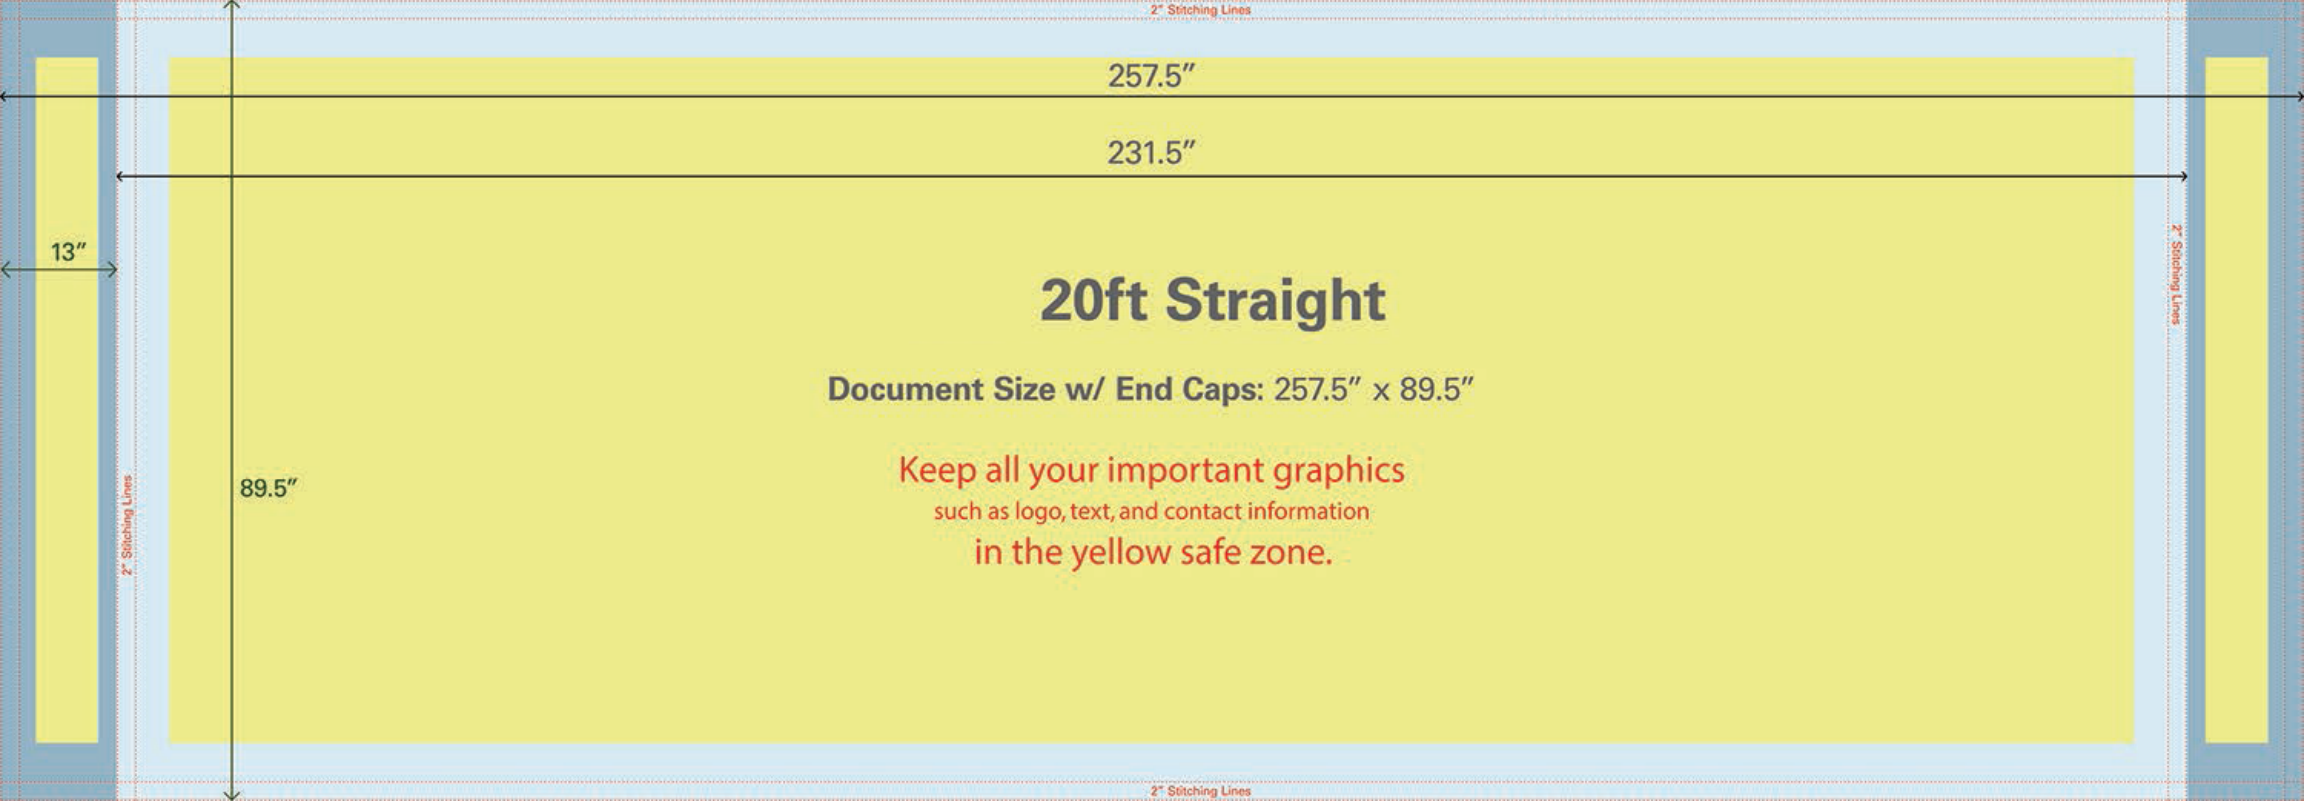 2" Stitching Lines
257.5"
231.5"
2" Stitching Lines
13"
20ft Straight
Document Size w/ End Caps: 257.5" x 89.5"
Keep all your important graphics
such as logo, text, and contact information
in the yellow safe zone.
89.5"
2" Stitching Lines
2" Stitching Lines